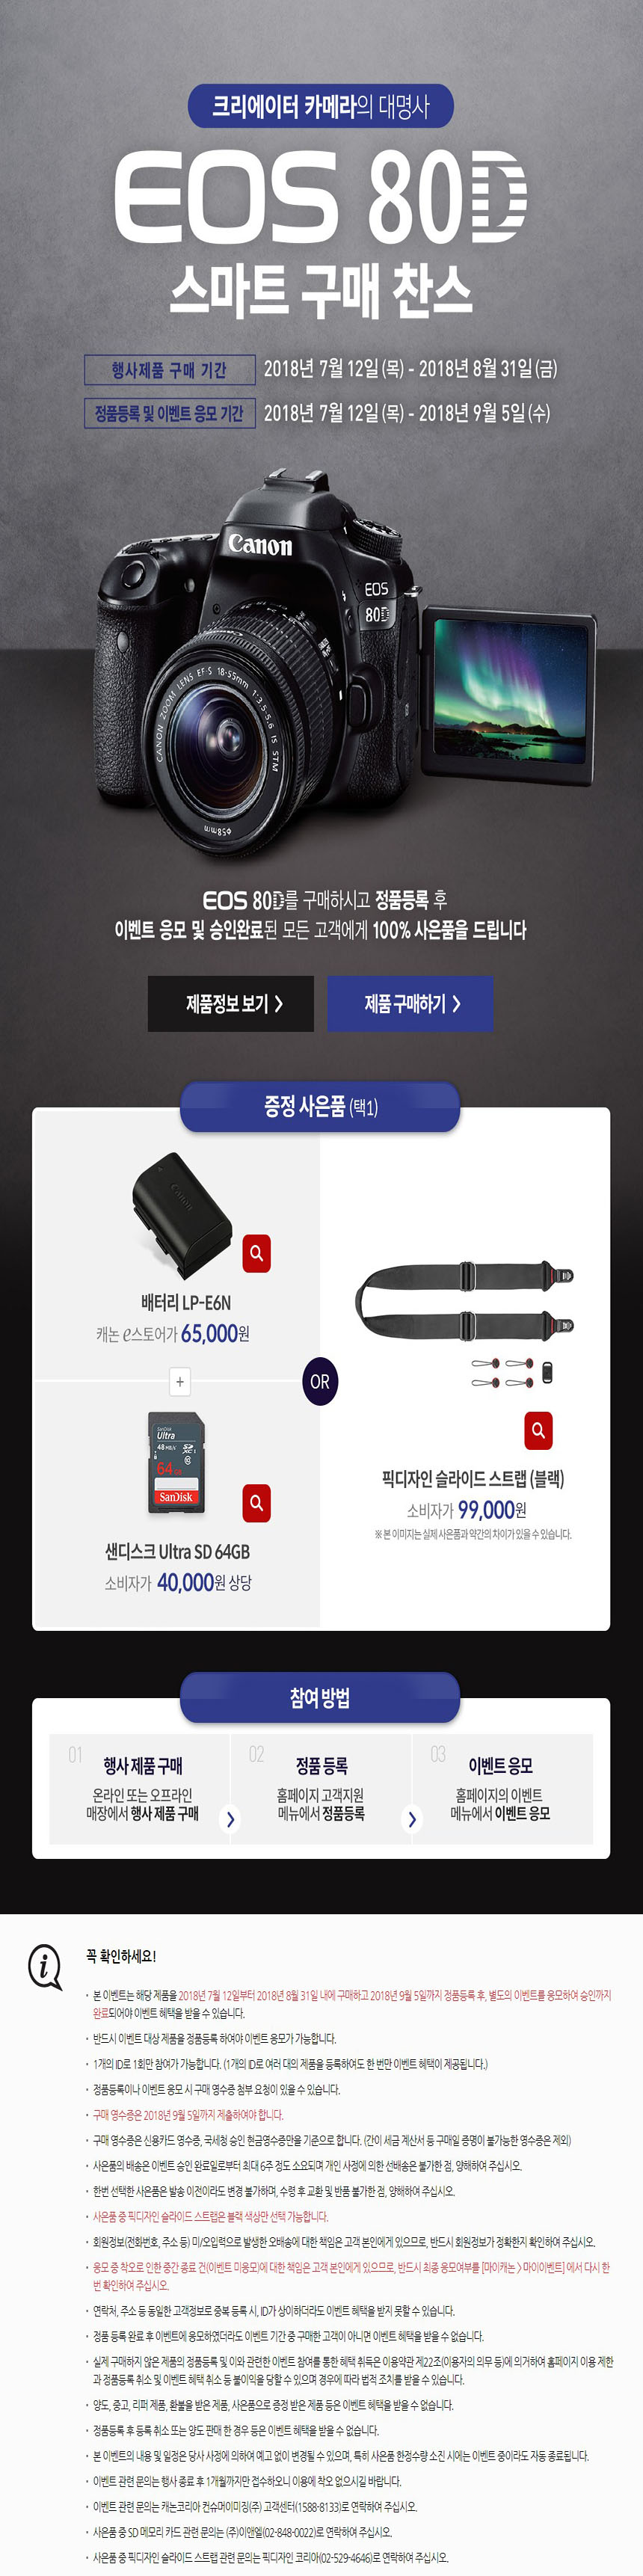 크리에이터 카메라의 대명사
EOS 80D
스마트 구매 찬스
행사제품 구매 기간 2018년 7월 12일 (목) - 2018년 8월 31일 (금)
정품등록 및 이벤트 응모 기간 2018년 7월 12일 (목) - 2018년 9월 5일 (수)
Canon
EOS
80D
CANON ZOOM LENS EF-S 18-55mm 1:3.5-5.6 IS STM
ø58mm
EOS 80D를 구매하시고 정품등록 후
이벤트 응모 및 승인완료된 모든 고객에게 100% 사은품을 드립니다
제품정보 보기 >
제품 구매하기 >
증정 사은품 (택1)
Canon
배터리 LP-E6N
캐논 e스토어가 65,000원
+
OR
SanDisk
Ultra
48 MB/s
64GB
SanDisk
샌디스크 Ultra SD 64GB
소비자가 40,000원 상당
픽디자인 슬라이드 스트랩 (블랙)
소비자가 99,000원
※ 본 이미지는 실제 사은품과 약간의 차이가 있을 수 있습니다.
참여 방법
01
행사 제품 구매
온라인 또는 오프라인
매장에서 행사 제품 구매
02
정품 등록
홈페이지 고객지원
메뉴에서 정품등록
03
이벤트 응모
홈페이지의 이벤트
메뉴에서 이벤트 응모
꼭 확인하세요!
· 본 이벤트는 해당 제품을 2018년 7월 12일부터 2018년 8월 31일 내에 구매하고 2018년 9월 5일까지 정품등록 후, 별도의 이벤트를 응모하여 승인까지
완료되어야 이벤트 혜택을 받을 수 있습니다.
· 반드시 이벤트 대상 제품을 정품등록 하여야 이벤트 응모가 가능합니다.
· 1개의 ID로 1회만 참여가 가능합니다. (1개의 ID로 여러 대의 제품을 등록하여도 한 번만 이벤트 혜택이 제공됩니다.)
· 정품등록이나 이벤트 응모 시 구매 영수증 첨부 요청이 있을 수 있습니다.
· 구매 영수증은 2018년 9월 5일까지 제출하여야 합니다.
· 구매 영수증은 신용카드 영수증, 국세청 승인 현금영수증만을 기준으로 합니다. (간이 세금 계산서 등 구매일 증명이 불가능한 영수증은 제외)
· 사은품의 배송은 이벤트 승인 완료일로부터 최대 6주 정도 소요되며 개인 사정에 의한 선배송은 불가한 점, 양해하여 주십시오.
· 한번 선택한 사은품은 발송 이전이라도 변경 불가하며, 수령 후 교환 및 반품 불가한 점, 양해하여 주십시오.
· 사은품 중 픽디자인 슬라이드 스트랩은 블랙 색상만 선택 가능합니다.
· 회원정보(전화번호, 주소 등) 미/오입력으로 발생한 오배송에 대한 책임은 고객 본인에게 있으므로, 반드시 회원정보가 정확한지 확인하여 주십시오.
· 응모 중 착오로 인한 중간 종료 건(이벤트 미응모)에 대한 책임은 고객 본인에게 있으므로, 반드시 최종 응모여부를 [마이캐논 > 마이이벤트] 에서 다시 한
번 확인하여 주십시오.
· 연락처, 주소 등 동일한 고객정보로 중복 등록 시, ID가 상이하더라도 이벤트 혜택을 받지 못할 수 있습니다.
· 정품 등록 완료 후 이벤트에 응모하였더라도 이벤트 기간 중 구매한 고객이 아니면 이벤트 혜택을 받을 수 없습니다.
· 실제 구매하지 않은 제품의 정품등록 및 이와 관련한 이벤트 참여를 통한 혜택 취득은 이용약관 제22조(이용자의 의무 등)에 의거하여 홈페이지 이용 제한
과 정품등록 취소 및 이벤트 혜택 취소 등 불이익을 당할 수 있으며 경우에 따라 법적 조치를 받을 수 있습니다.
· 양도, 중고, 리퍼 제품, 환불을 받은 제품, 사은품으로 증정 받은 제품 등은 이벤트 혜택을 받을 수 없습니다.
· 정품등록 후 등록 취소 또는 양도 판매 한 경우 등은 이벤트 혜택을 받을 수 없습니다.
· 본 이벤트의 내용 및 일정은 당사 사정에 의하여 예고 없이 변경될 수 있으며, 특히 사은품 한정수량 소진 시에는 이벤트 중이라도 자동 종료됩니다.
· 이벤트 관련 문의는 행사 종료 후 1개월까지만 접수하오니 이용에 착오 없으시길 바랍니다.
· 이벤트 관련 문의는 캐논코리아 컨슈머이미징(주) 고객센터(1588-8133)로 연락하여 주십시오.
· 사은품 중 SD 메모리 카드 관련 문의는 (주)이앤엘(02-848-0022)로 연락하여 주십시오.
· 사은품 중 픽디자인 슬라이드 스트랩 관련 문의는 픽디자인 코리아(02-529-4646)로 연락하여 주십시오.